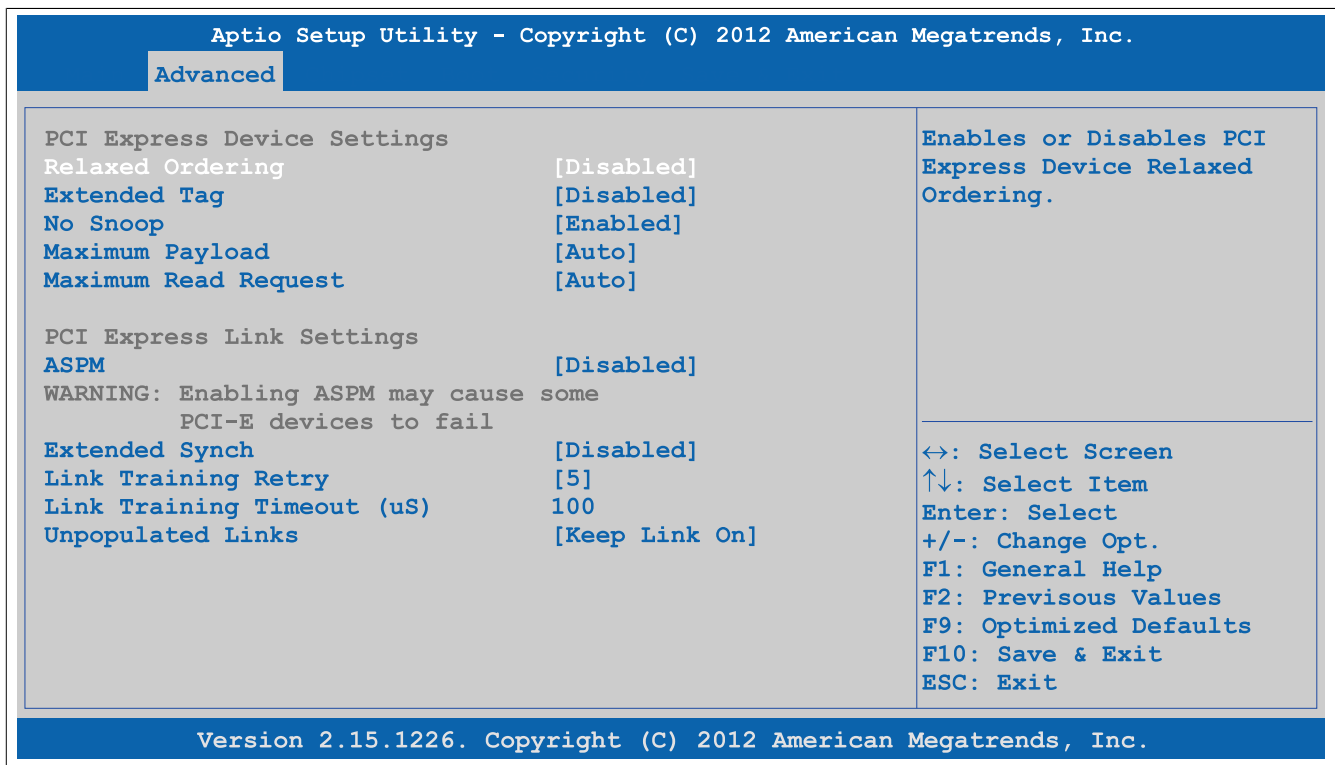 Aptio Setup Utility - Copyright (C) 2012 American Megatrends, Inc.
Advanced
PCI Express Device Settings
Relaxed Ordering [Disabled]
Extended Tag [Disabled]
No Snoop [Enabled]
Maximum Payload [Auto]
Maximum Read Request [Auto]
PCI Express Link Settings
ASPM [Disabled]
WARNING: Enabling ASPM may cause some
PCI-E devices to fail
Extended Synch [Disabled]
Link Training Retry [5]
Link Training Timeout (uS) 100
Unpopulated Links [Keep Link On]
Enables or Disables PCI
Express Device Relaxed
Ordering.
↔: Select Screen
↑↓: Select Item
Enter: Select
+/-: Change Opt.
F1: General Help
F2: Previsous Values
F9: Optimized Defaults
F10: Save & Exit
ESC: Exit
Version 2.15.1226. Copyright (C) 2012 American Megatrends, Inc.